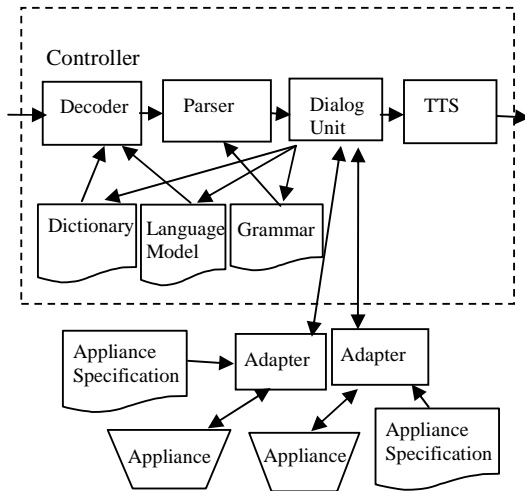 Controller
Decoder
Parser
Dialog
Unit
TTS
Dictionary
Language
Model
Grammar
Appliance
Specification
Adapter
Adapter
Appliance
Appliance
Appliance
Specification